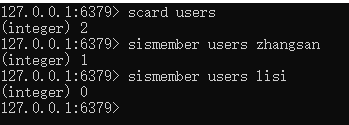 127.0.0.1:6379> scard users
(integer) 2
127.0.0.1:6379> sismember users zhangsan
(integer) 1
127.0.0.1:6379> sismember users lisi
(integer) 0
127.0.0.1:6379>